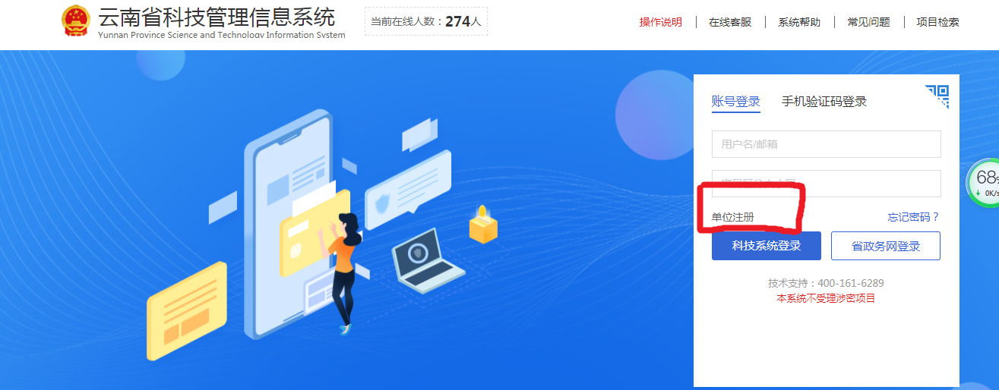 云南省科技管理信息系统
Yunnan Province Science and Technology Information System
当前在线人数：274人
操作说明 在线客服 系统帮助 常见问题 项目检索
账号登录 手机验证码登录
用户名/邮箱
单位注册 忘记密码？
科技系统登录 省政务网登录
技术支持：400-161-6289
本系统不受理涉密项目
68%
0K/s